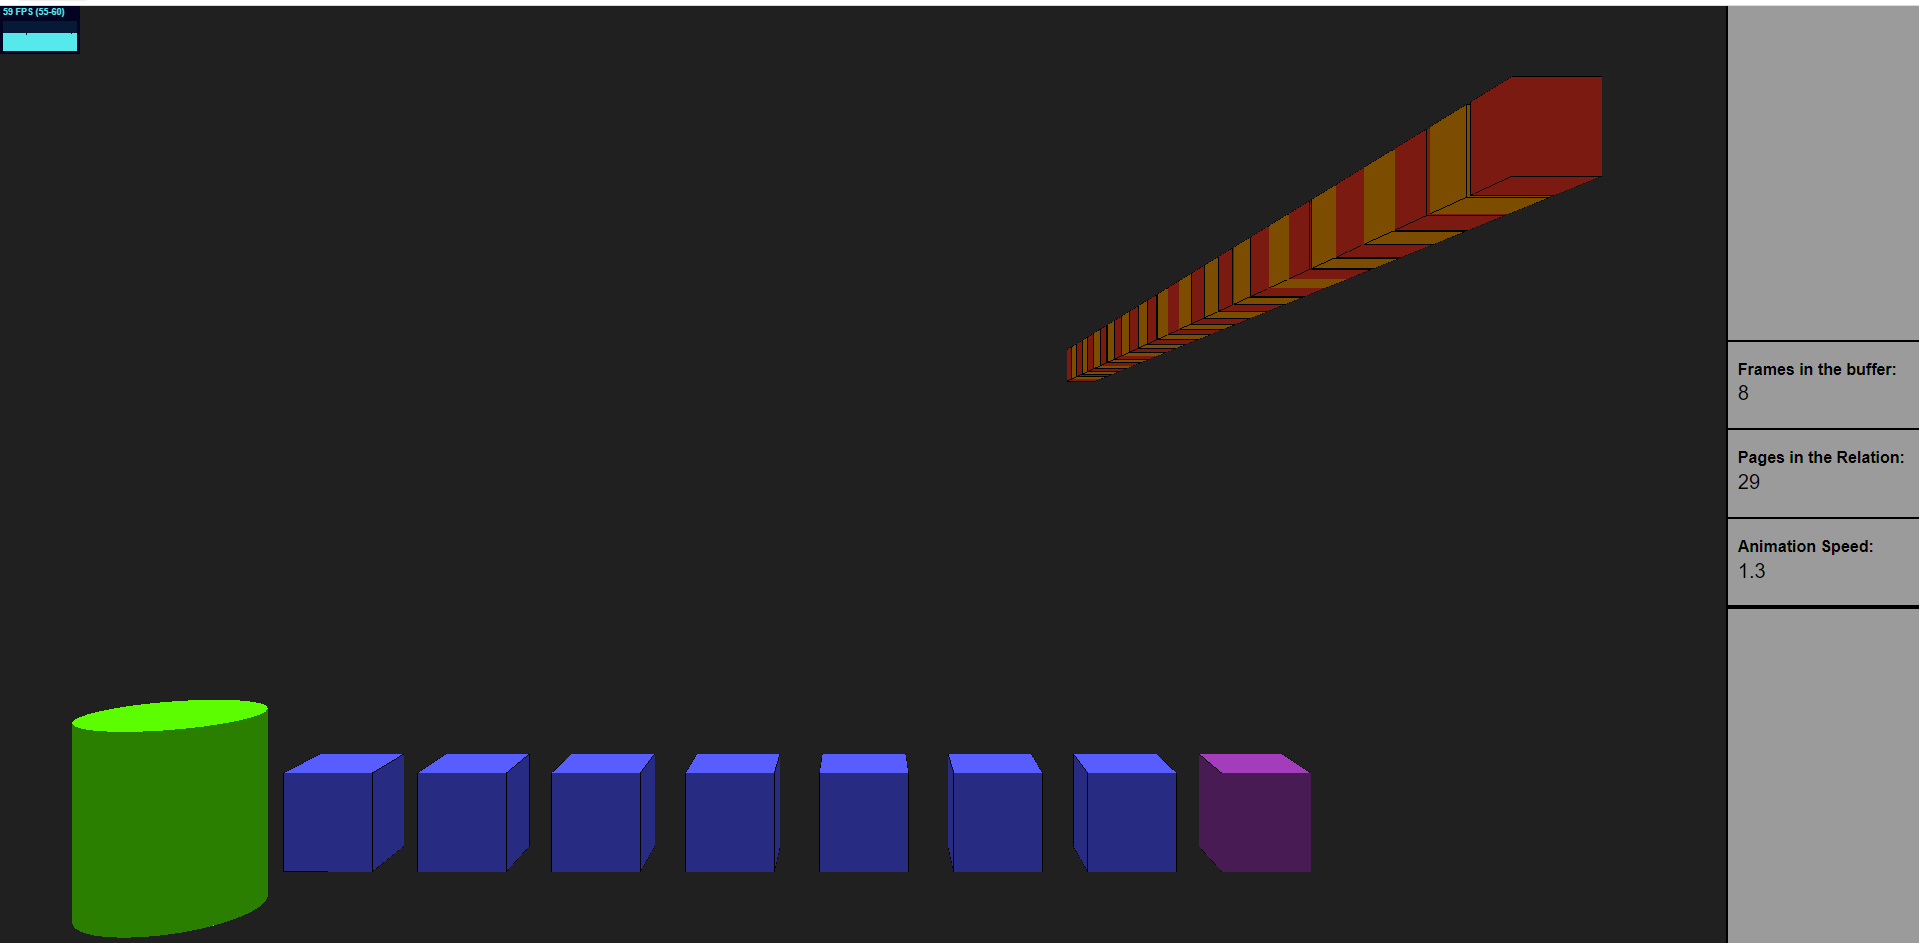 59 FPS (55-60)
Frames in the buffer:
8
Pages in the Relation:
29
Animation Speed:
1.3